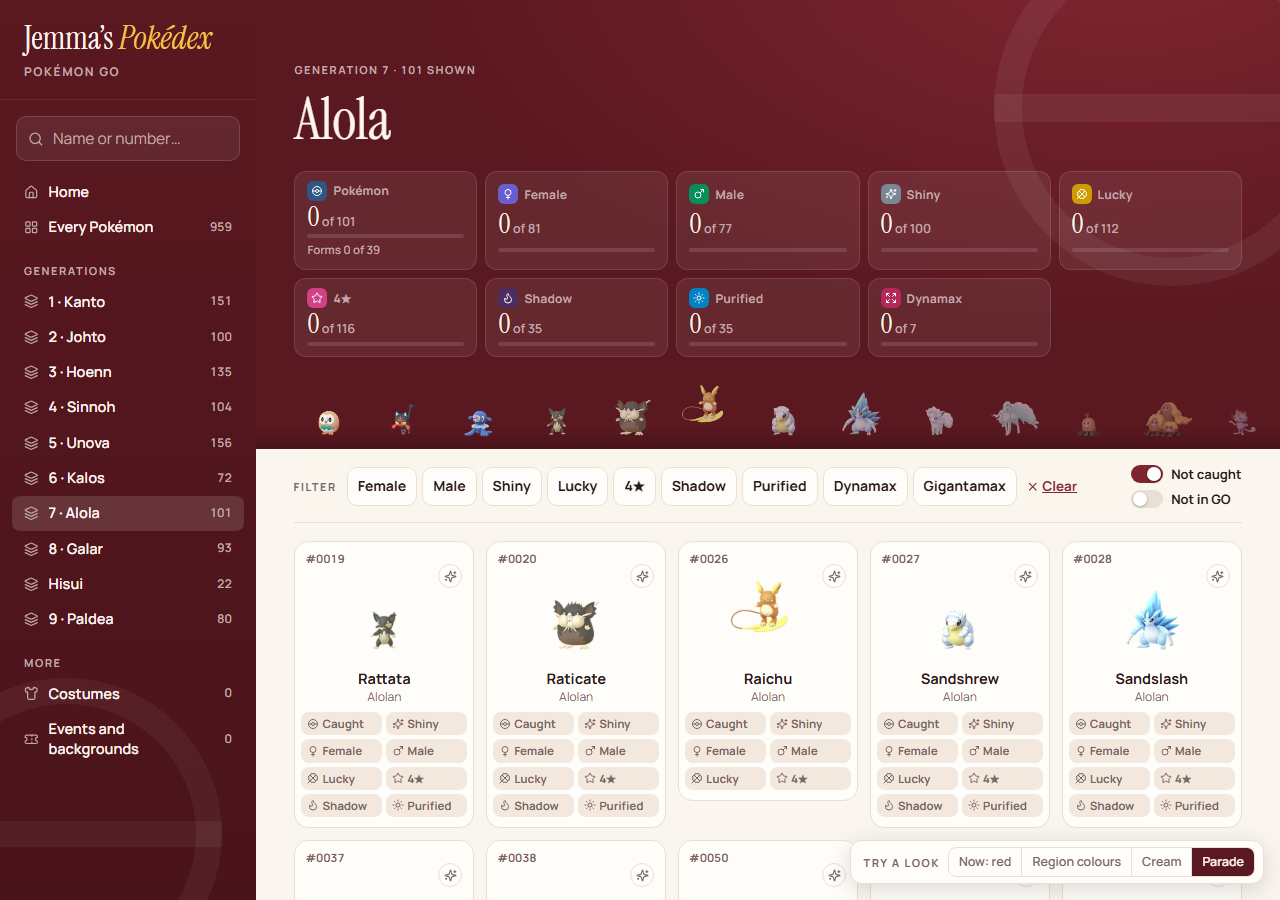 Jemma's Pokédex
POKÉMON GO
Name or number...
Home
Every Pokémon 959
GENERATIONS
1 · Kanto 151
2 · Johto 100
3 · Hoenn 135
4 · Sinnoh 104
5 · Unova 156
6 · Kalos 72
7 · Alola 101
8 · Galar 93
Hisui 22
9 · Paldea 80
MORE
Costumes 0
Events and
backgrounds 0
GENERATION 7 · 101 SHOWN
Alola
Pokémon
0 of 101
Forms 0 of 39
Female
0 of 81
Male
0 of 77
Shiny
0 of 100
Lucky
0 of 112
4★
0 of 116
Shadow
0 of 35
Purified
0 of 35
Dynamax
0 of 7
FILTER Female Male Shiny Lucky 4★ Shadow Purified Dynamax Gigantamax × Clear
Not caught
Not in GO
#0019
Rattata
Alolan
Caught Shiny
Female Male
Lucky 4★
Shadow Purified
#0020
Raticate
Alolan
Caught Shiny
Female Male
Lucky 4★
Shadow Purified
#0026
Raichu
Alolan
Caught Shiny
Female Male
Lucky 4★
#0027
Sandshrew
Alolan
Caught Shiny
Female Male
Lucky 4★
Shadow Purified
#0028
Sandslash
Alolan
Caught Shiny
Female Male
Lucky 4★
Shadow Purified
#0037
#0038
#0050
TRY A LOOK Now: red Region colours Cream Parade